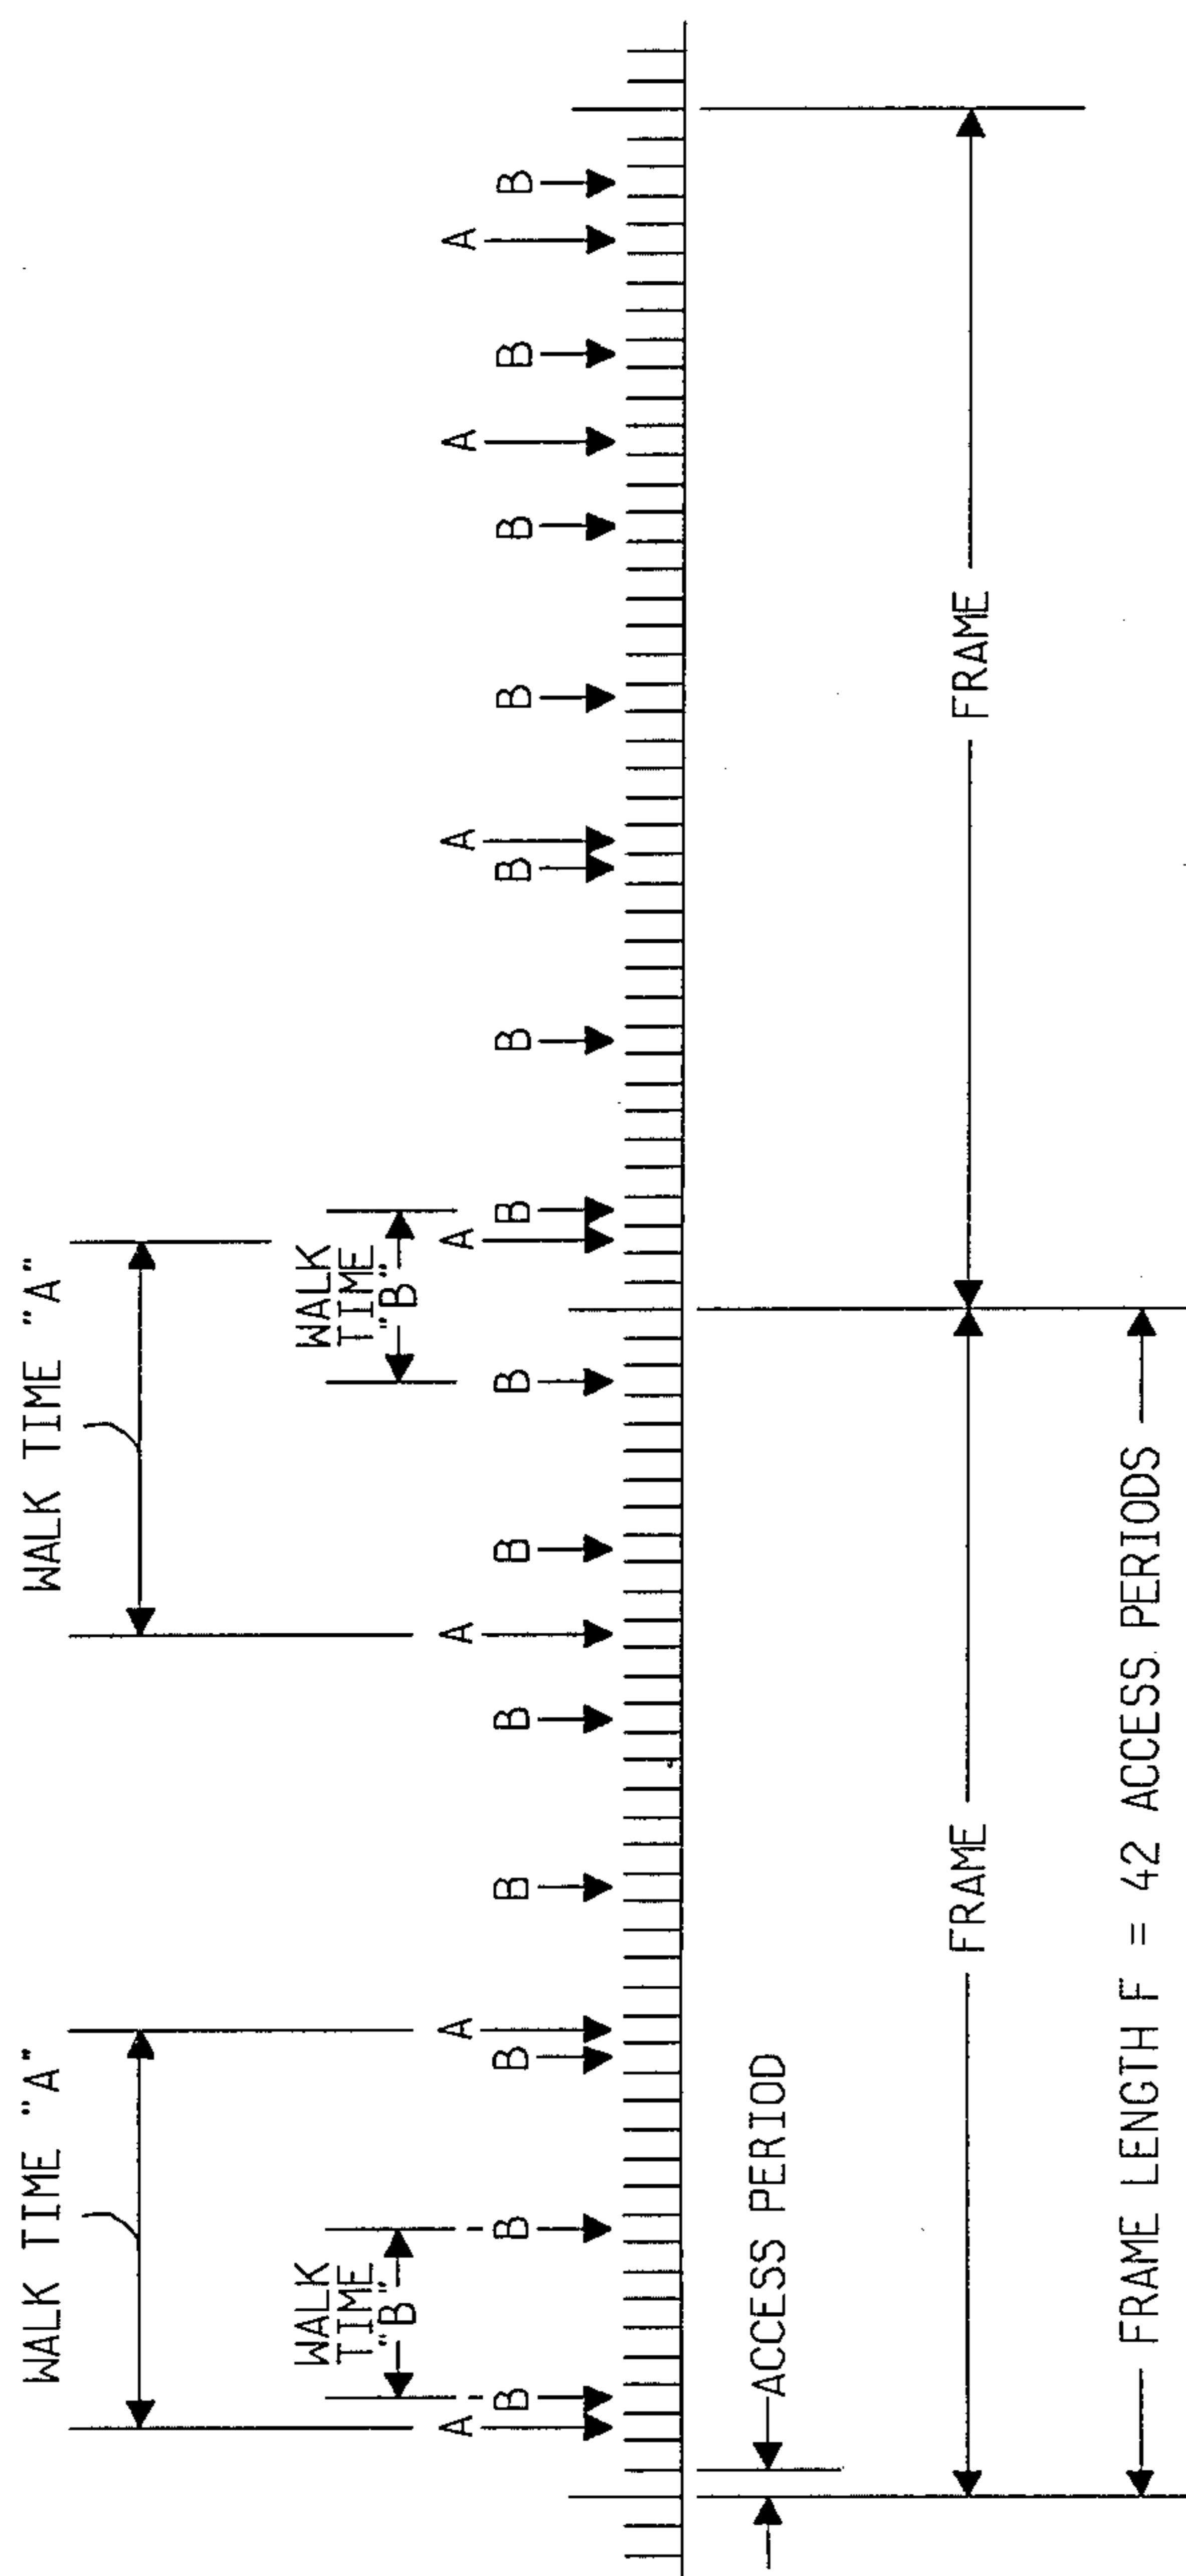 WALK TIME "A"
WALK TIME "A"
WALK
TIME
"B"
WALK
TIME
"B"
A A A A A A A
B B B B B B B B B B B B B B
ACCESS PERIOD
FRAME
FRAME
FRAME LENGTH F = 42 ACCESS PERIODS